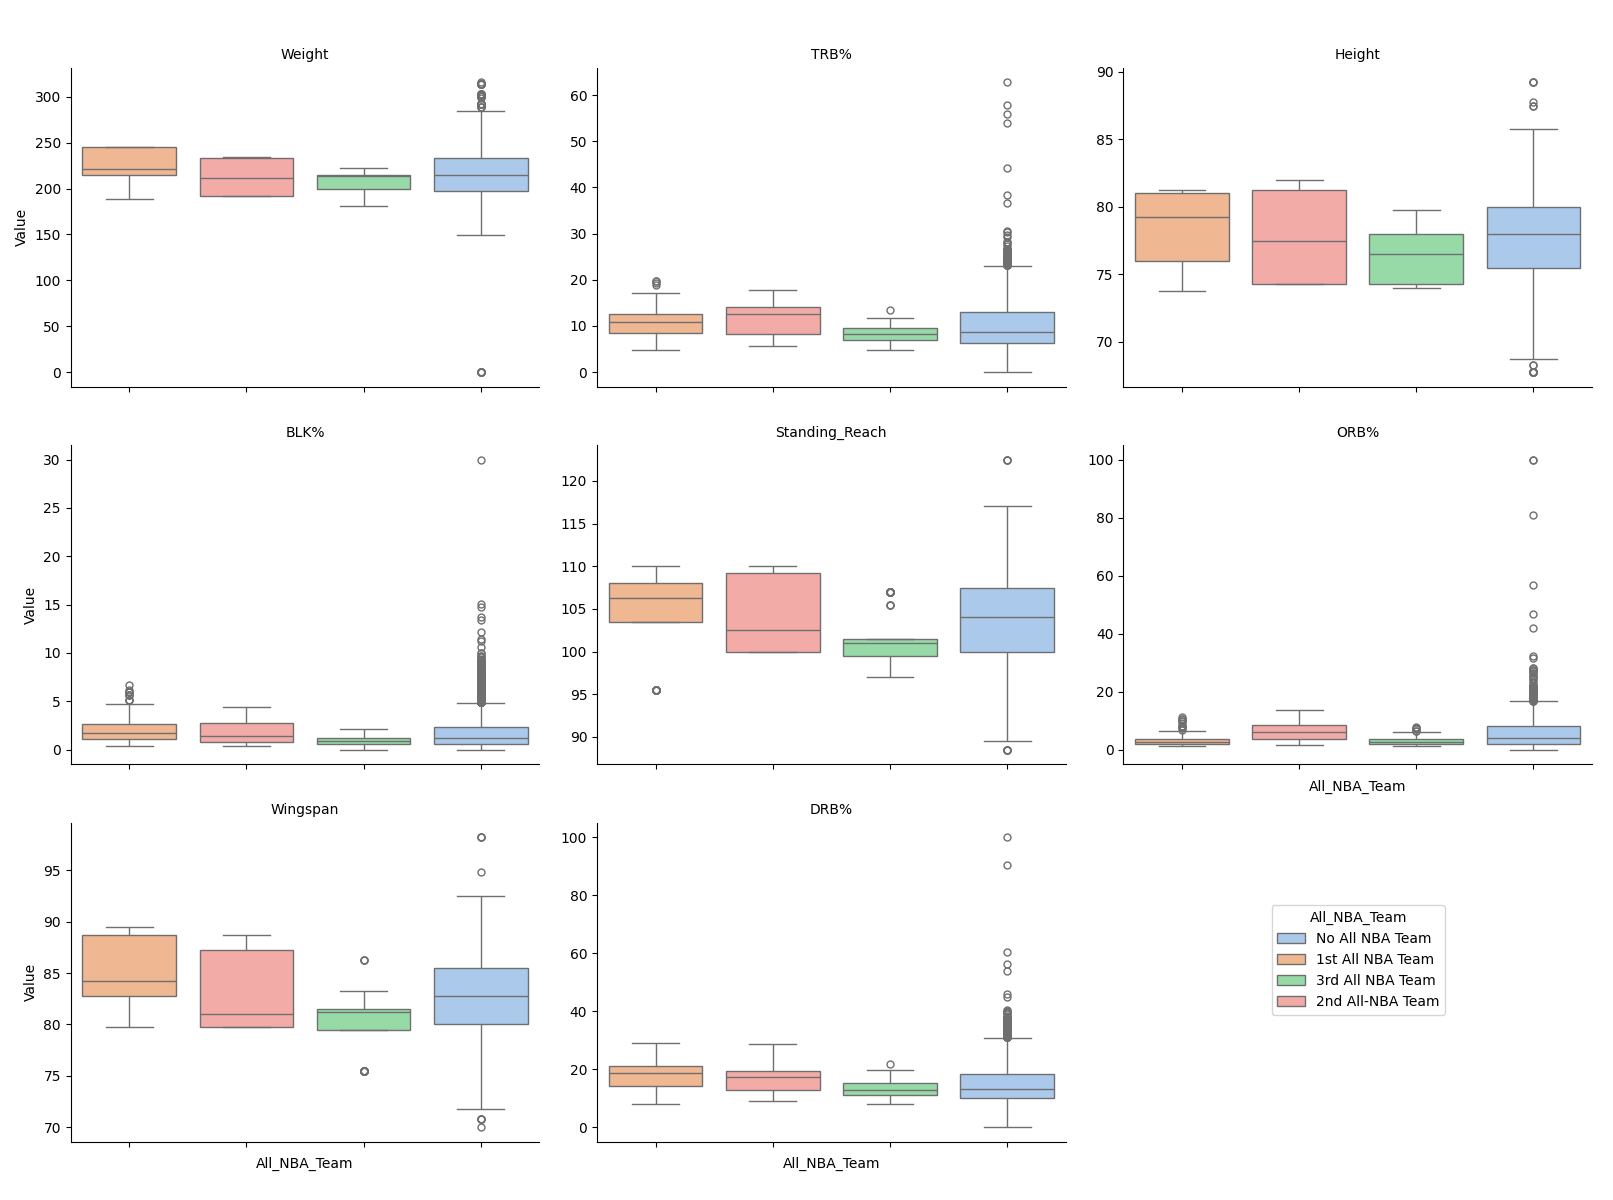 Weight
TRB%
Height
300
250
200
150
100
50
0
Value
60
50
40
30
20
10
0
90
85
80
75
70
BLK%
Standing_Reach
ORB%
30
25
20
15
10
5
0
Value
120
115
110
105
100
95
90
100
80
60
40
20
0
All_NBA_Team
Wingspan
DRB%
95
90
85
80
75
70
Value
All_NBA_Team
100
80
60
40
20
0
All_NBA_Team
All_NBA_Team
No All NBA Team
1st All NBA Team
3rd All NBA Team
2nd All-NBA Team